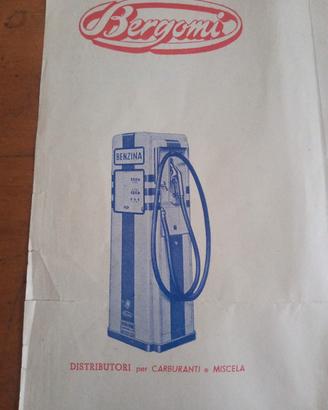 Bergomi
BENZINA
DISTRIBUTORI per CARBURANTI e MISCELA